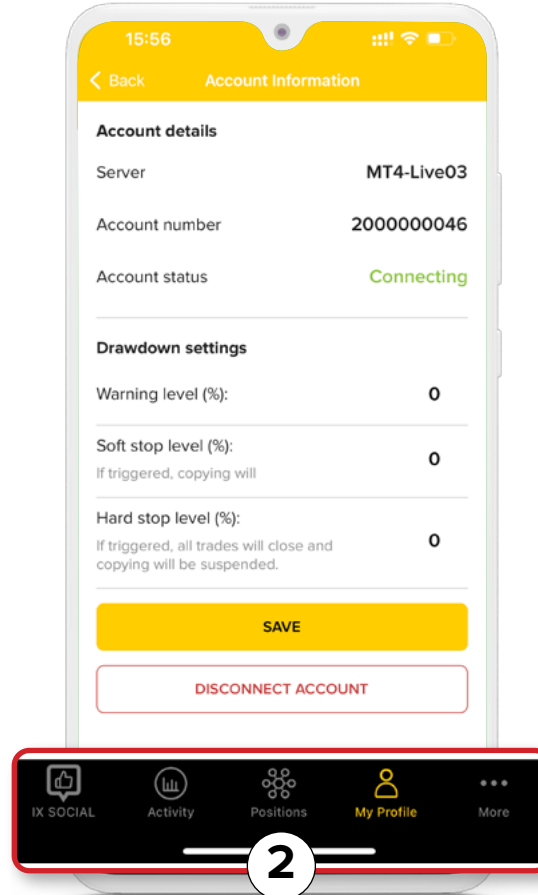 15:56
Back
Account Information
Account details
Server
MT4-Live03
Account number
2000000046
Account status
Connecting
Drawdown settings
Warning level (%):
0
Soft stop level (%):
If triggered, copying will
0
Hard stop level (%):
If triggered, all trades will close and
copying will be suspended.
0
SAVE
DISCONNECT ACCOUNT
IX SOCIAL
Activity
Positions
My Profile
More
2